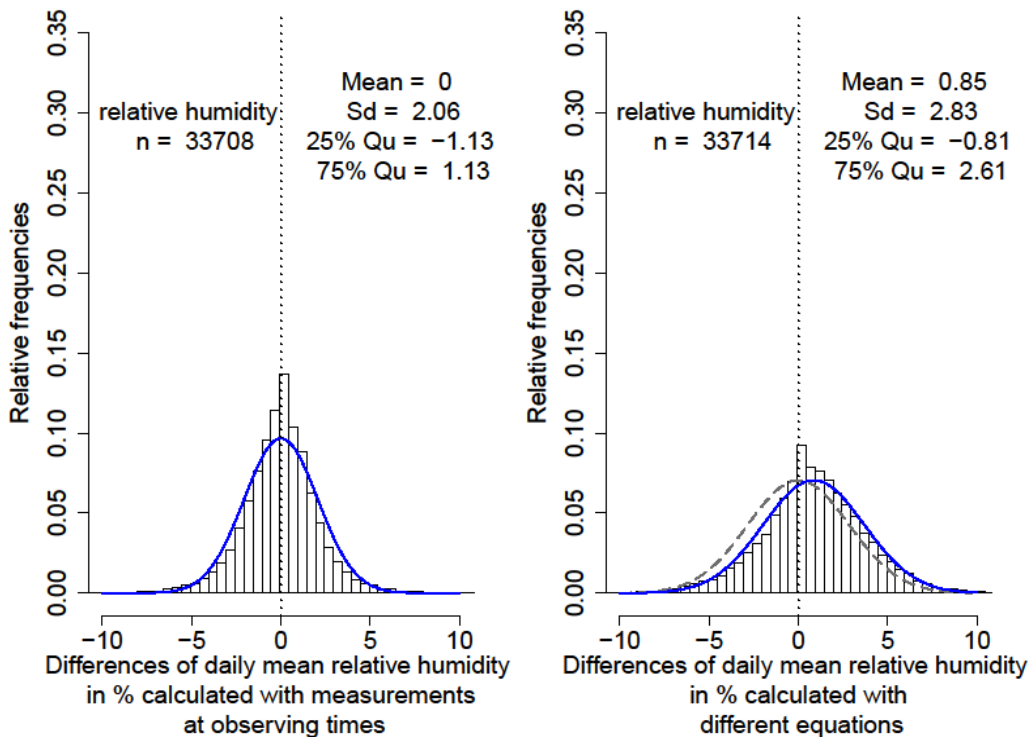 Relative frequencies
0.00 0.05 0.10 0.15 0.20 0.25 0.30 0.35
relative humidity
n = 33708
Mean = 0
Sd = 2.06
25% Qu = −1.13
75% Qu = 1.13
−10 −5 0 5 10
Differences of daily mean relative humidity
in % calculated with measurements
at observing times
Relative frequencies
0.00 0.05 0.10 0.15 0.20 0.25 0.30 0.35
relative humidity
n = 33714
Mean = 0.85
Sd = 2.83
25% Qu = −0.81
75% Qu = 2.61
−10 −5 0 5 10
Differences of daily mean relative humidity
in % calculated with
different equations